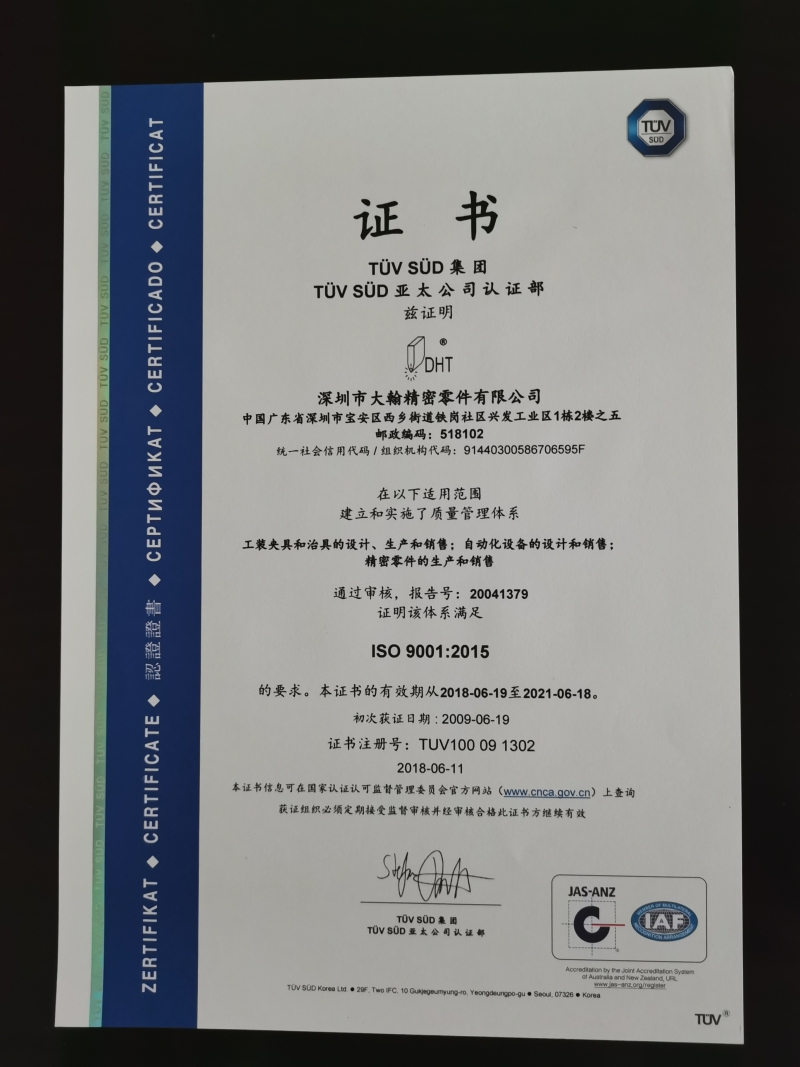 TÜV
SÜD
证 书
TÜV SÜD 集团
TÜV SÜD 亚太公司认证部
兹证明
DHT ®
深圳市大翰精密零件有限公司
中国广东省深圳市宝安区西乡街道铁岗社区兴发工业区1栋2楼之五
邮政编码：518102
统一社会信用代码 / 组织机构代码：91440300586706595F
在以下适用范围
建立和实施了质量管理体系
工装夹具和治具的设计、生产和销售；自动化设备的设计和销售；
精密零件的生产和销售
通过审核，报告号：20041379
证明该体系满足
ISO 9001:2015
的要求。本证书的有效期从2018-06-19至2021-06-18。
初次获证日期：2009-06-19
证书注册号：TUV100 09 1302
2018-06-11
本证书信息可在国家认证认可监督管理委员会官方网站（www.cnca.gov.cn）上查询
获证组织必须定期接受监督审核并经审核合格此证书方继续有效
TÜV SÜD 集团
TÜV SÜD 亚太公司认证部
JAS-ANZ
MEMBER OF MULTILATERAL
IAF
RECOGNITION ARRANGEMENT
Accreditation by the Joint Accreditation System
of Australia and New Zealand, URL
www.jas-anz.org/register
TÜV SÜD Korea Ltd. ● 29F, Two IFC, 10 Gukjegeumyung-ro, Yeongdeungpo-gu ● Seoul, 07326 ● Korea
TÜV®
ZERTIFIKAT ◆ CERTIFICATE ◆ 認證證書 ◆ СЕРТИФИКАТ ◆ CERTIFICADO ◆ CERTIFICAT
TÜV SÜD TÜV SÜD TÜV SÜD TÜV SÜD